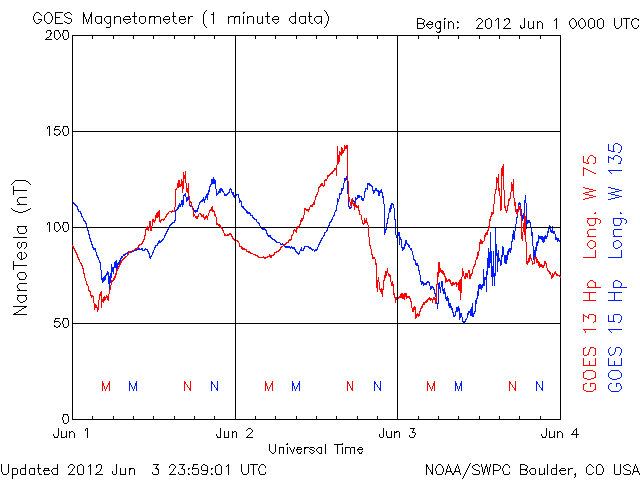 GOES Magnetometer (1 minute data)
Begin: 2012 Jun 1 0000 UTC
200
150
100
50
0
NanoTesla (nT)
M M N N M M N N M M N N
Jun 1 Jun 2 Jun 3 Jun 4
Universal Time
GOES 13 Hp Long. W 75
GOES 15 Hp Long. W 135
Updated 2012 Jun 3 23:59:01 UTC
NOAA/SWPC Boulder, CO USA